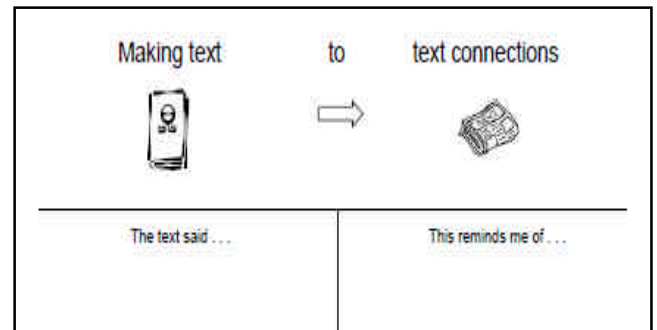 Making text to text connections
The text said . . .
This reminds me of . . .